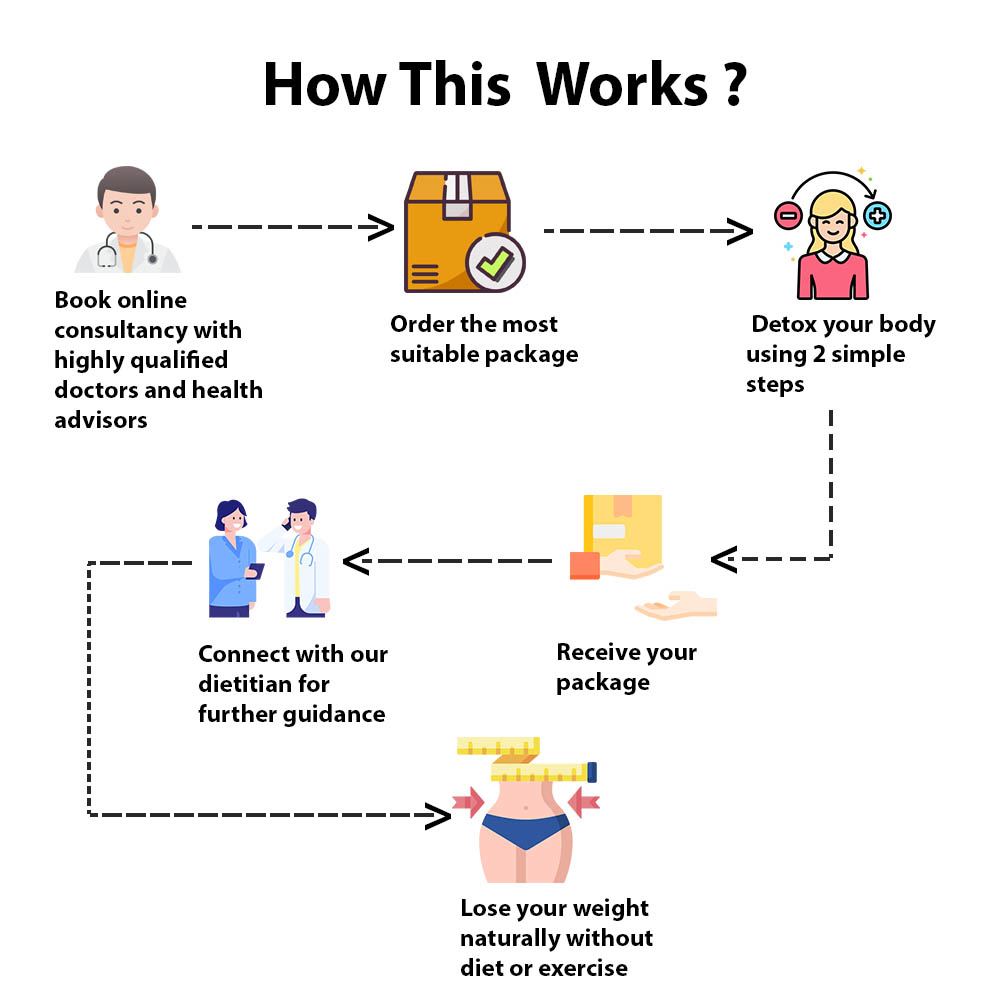 How This Works ?
Book online
consultancy with
highly qualified
doctors and health
advisors
Order the most
suitable package
Detox your body
using 2 simple
steps
Receive your
package
Connect with our
dietitian for
further guidance
Lose your weight
naturally without
diet or exercise